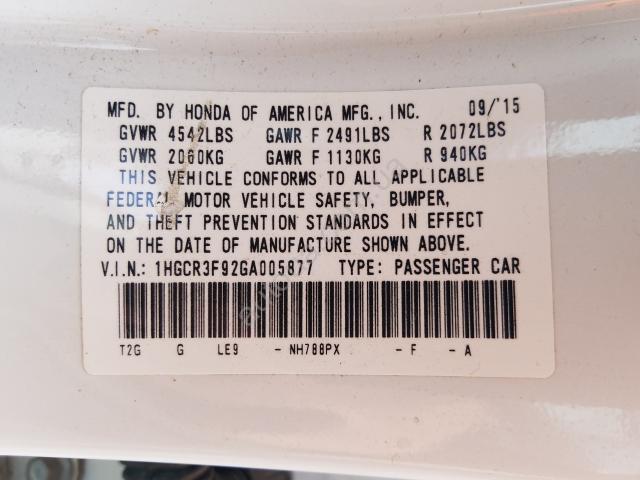 MFD. BY HONDA OF AMERICA MFG., INC. 09/'15
GVWR 4542LBS GAWR F 2491LBS R 2072LBS
GVWR 2060KG GAWR F 1130KG R 940KG
THIS VEHICLE CONFORMS TO ALL APPLICABLE
FEDERAL MOTOR VEHICLE SAFETY, BUMPER,
AND THEFT PREVENTION STANDARDS IN EFFECT
ON THE DATE OF MANUFACTURE SHOWN ABOVE.
V.I.N.: 1HGCR3F92GA005877 TYPE: PASSENGER CAR
T2G G LE9 - NH788PX - F - A